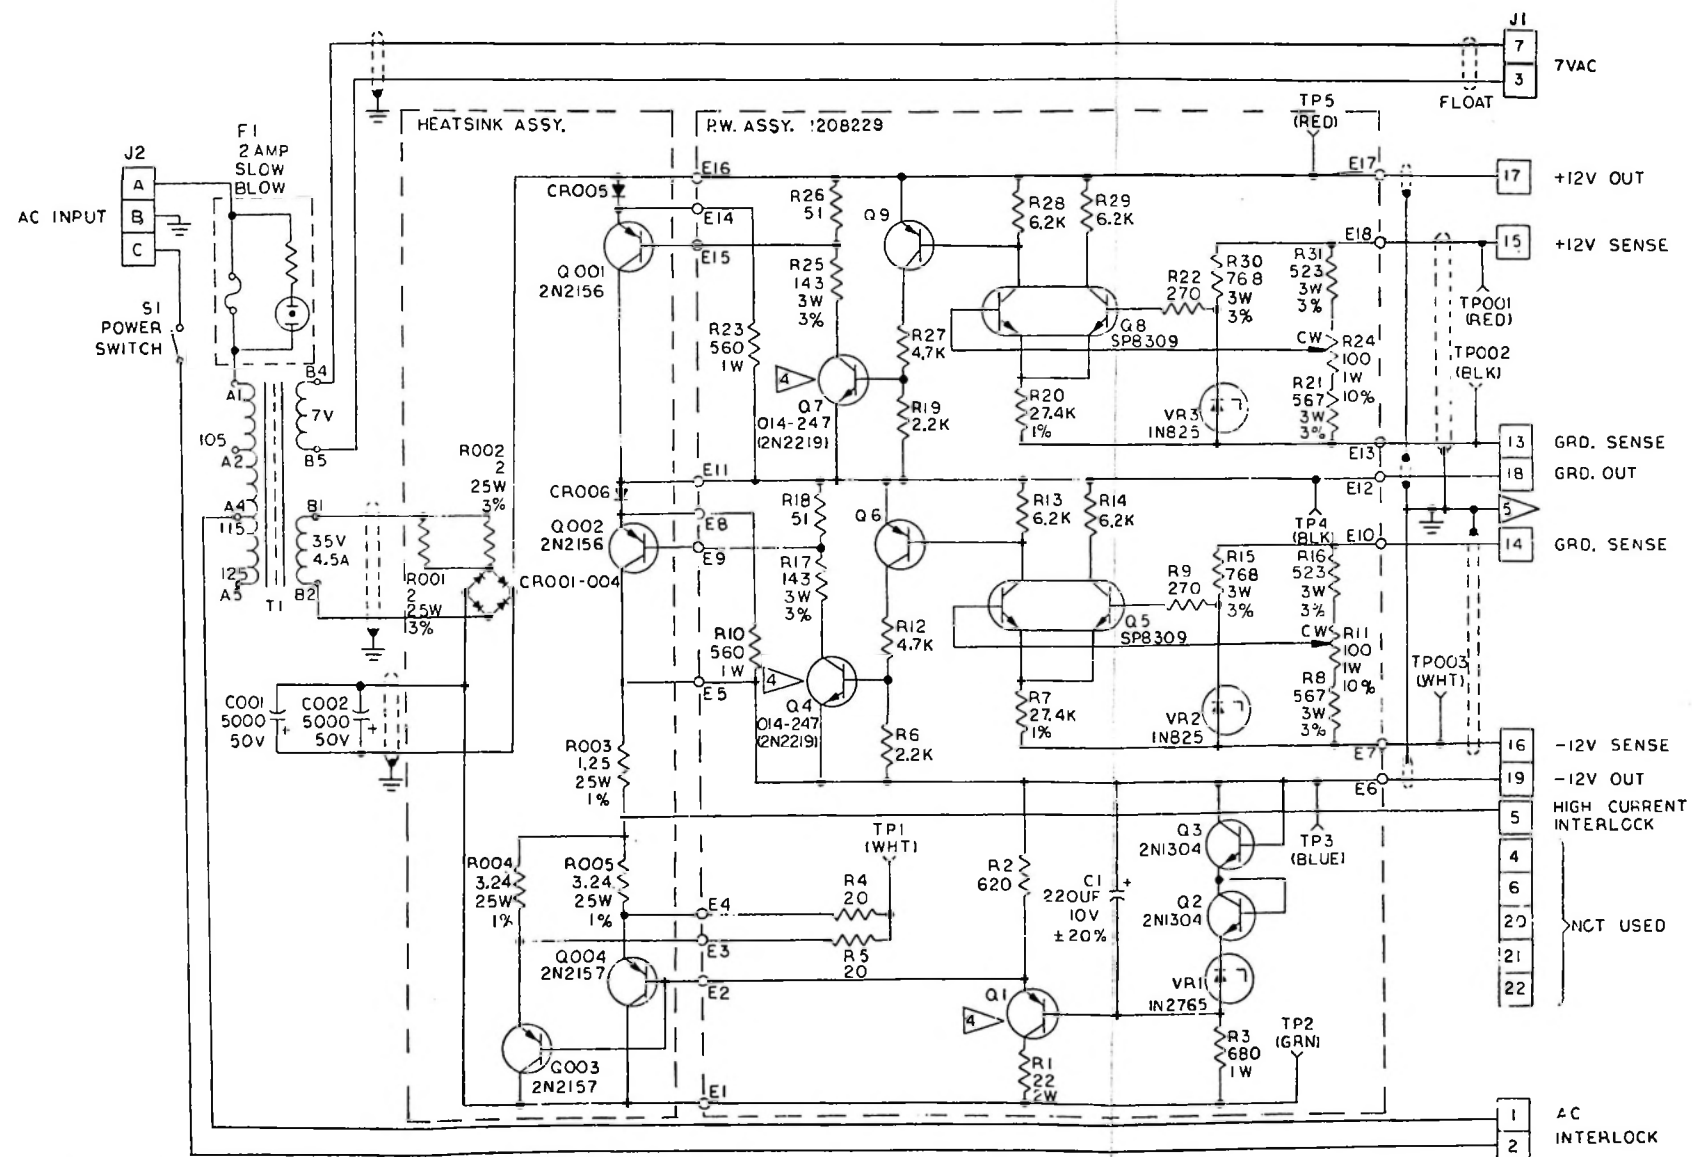 J1
7
3
7VAC
FLOAT
TP5
(RED)
HEATSINK ASSY.
P.W. ASSY. 1208229
F1
2 AMP
SLOW
BLOW
J2
A
B
C
AC INPUT
S1
POWER
SWITCH
E16
E17
17
+12V OUT
CR005
E14
R26
51
Q9
R28
6.2K
R29
6.2K
E18
15
+12V SENSE
E15
Q001
2N2156
R25
143
3W
3%
R22
270
R30
768
3W
3%
R31
523
3W
3%
TP001
(RED)
R23
560
1W
R27
4.7K
Q8
SP8309
CW
R24
100
1W
10%
TP002
(BLK)
4
Q7
014-247
(2N2219)
R19
2.2K
R20
27.4K
1%
VR3
1N825
R21
567
3W
3%
A1
B4
7V
105
A2
B5
R002
2
25W
3%
E13
13
GRD. SENSE
E11
E12
18
GRD. OUT
CR006
R18
51
Q6
R13
6.2K
R14
6.2K
TP4
(BLK)
5
A4
115
B1
35V
4.5A
E8
Q002
2N2156
E9
E10
14
GRD. SENSE
R17
143
3W
3%
R9
270
R15
768
3W
3%
R16
523
3W
3%
125
A5
T1
B2
R001
2
25W
3%
CR001-004
R10
560
1W
R12
4.7K
Q5
SP8309
CW
R11
100
1W
10%
TP003
(WHT)
E5
4
Q4
014-247
(2N2219)
R6
2.2K
R7
27.4K
1%
VR2
1N825
R8
567
3W
3%
C001
5000
50V
+
C002
5000
50V
+
R003
1.25
25W
1%
E7
16
-12V SENSE
E6
19
-12V OUT
5
HIGH CURRENT
INTERLOCK
TP1
(WHT)
Q3
2N1304
TP3
(BLUE)
R004
3.24
25W
1%
R005
3.24
25W
1%
R4
20
R2
620
C1
220UF
10V
±20%
+
Q2
2N1304
4
6
20
21
22
NOT USED
E4
E3
R5
20
Q004
2N2157
E2
VR1
1N2765
Q1
4
Q003
2N2157
R1
22
2W
R3
680
1W
TP2
(GRN)
E1
1
2
AC
INTERLOCK